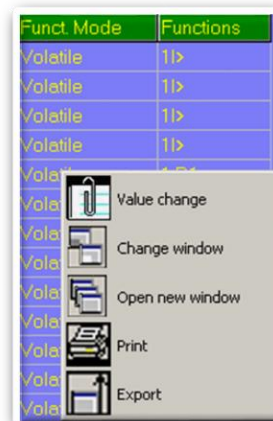 Funct. Mode Functions
Volatile 1I>
Volatile 1I>
Volatile 1I>
Volatile 1I>
Value change
Change window
Open new window
Print
Export